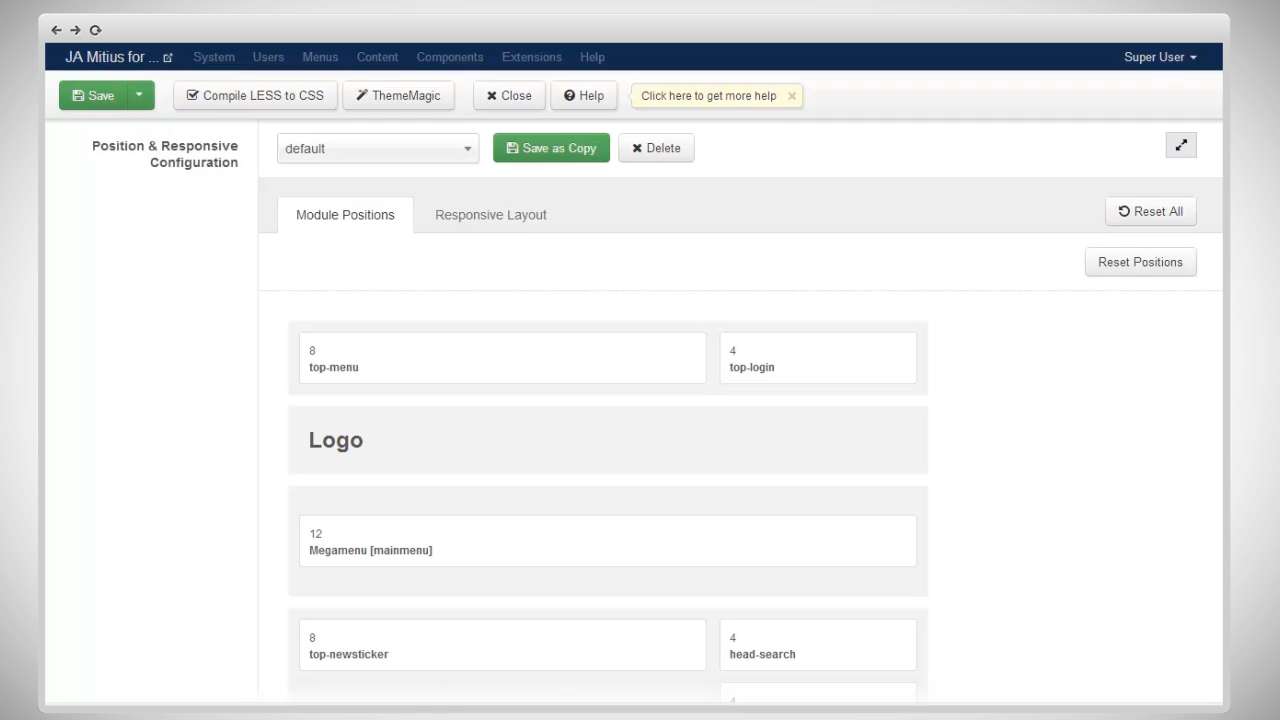 JA Mitius for ... System Users Menus Content Components Extensions Help Super User
Save Compile LESS to CSS ThemeMagic Close Help Click here to get more help
Position & Responsive
Configuration
default Save as Copy Delete
Module Positions Responsive Layout Reset All
Reset Positions
8
top-menu
4
top-login
Logo
12
Megamenu [mainmenu]
8
top-newsticker
4
head-search
4